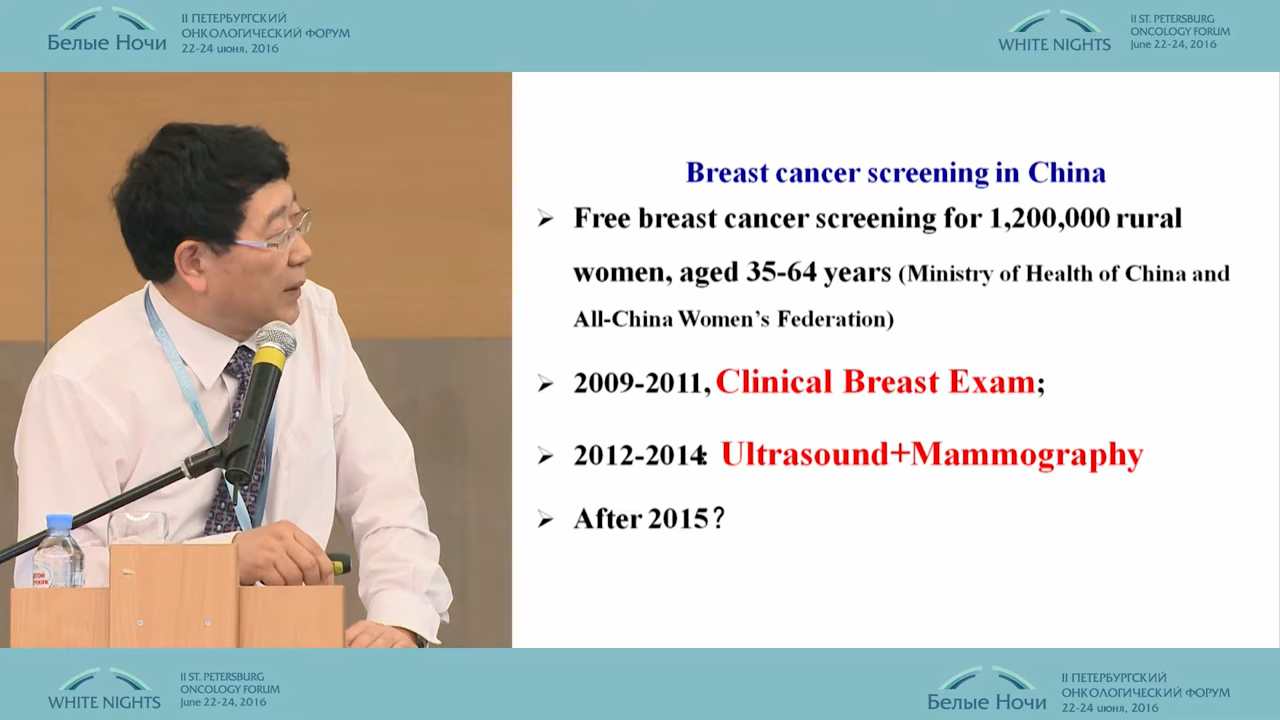 Белые Ночи
II ПЕТЕРБУРГСКИЙ
ОНКОЛОГИЧЕСКИЙ ФОРУМ
22-24 июня, 2016
WHITE NIGHTS
II ST. PETERSBURG
ONCOLOGY FORUM
June 22-24, 2016
Breast cancer screening in China
➢ Free breast cancer screening for 1,200,000 rural
women, aged 35-64 years (Ministry of Health of China and
All-China Women’s Federation)
➢ 2009-2011, Clinical Breast Exam;
➢ 2012-2014: Ultrasound+Mammography
➢ After 2015?
WHITE NIGHTS
II ST. PETERSBURG
ONCOLOGY FORUM
June 22-24, 2016
Белые Ночи
II ПЕТЕРБУРГСКИЙ
ОНКОЛОГИЧЕСКИЙ ФОРУМ
22-24 июня, 2016